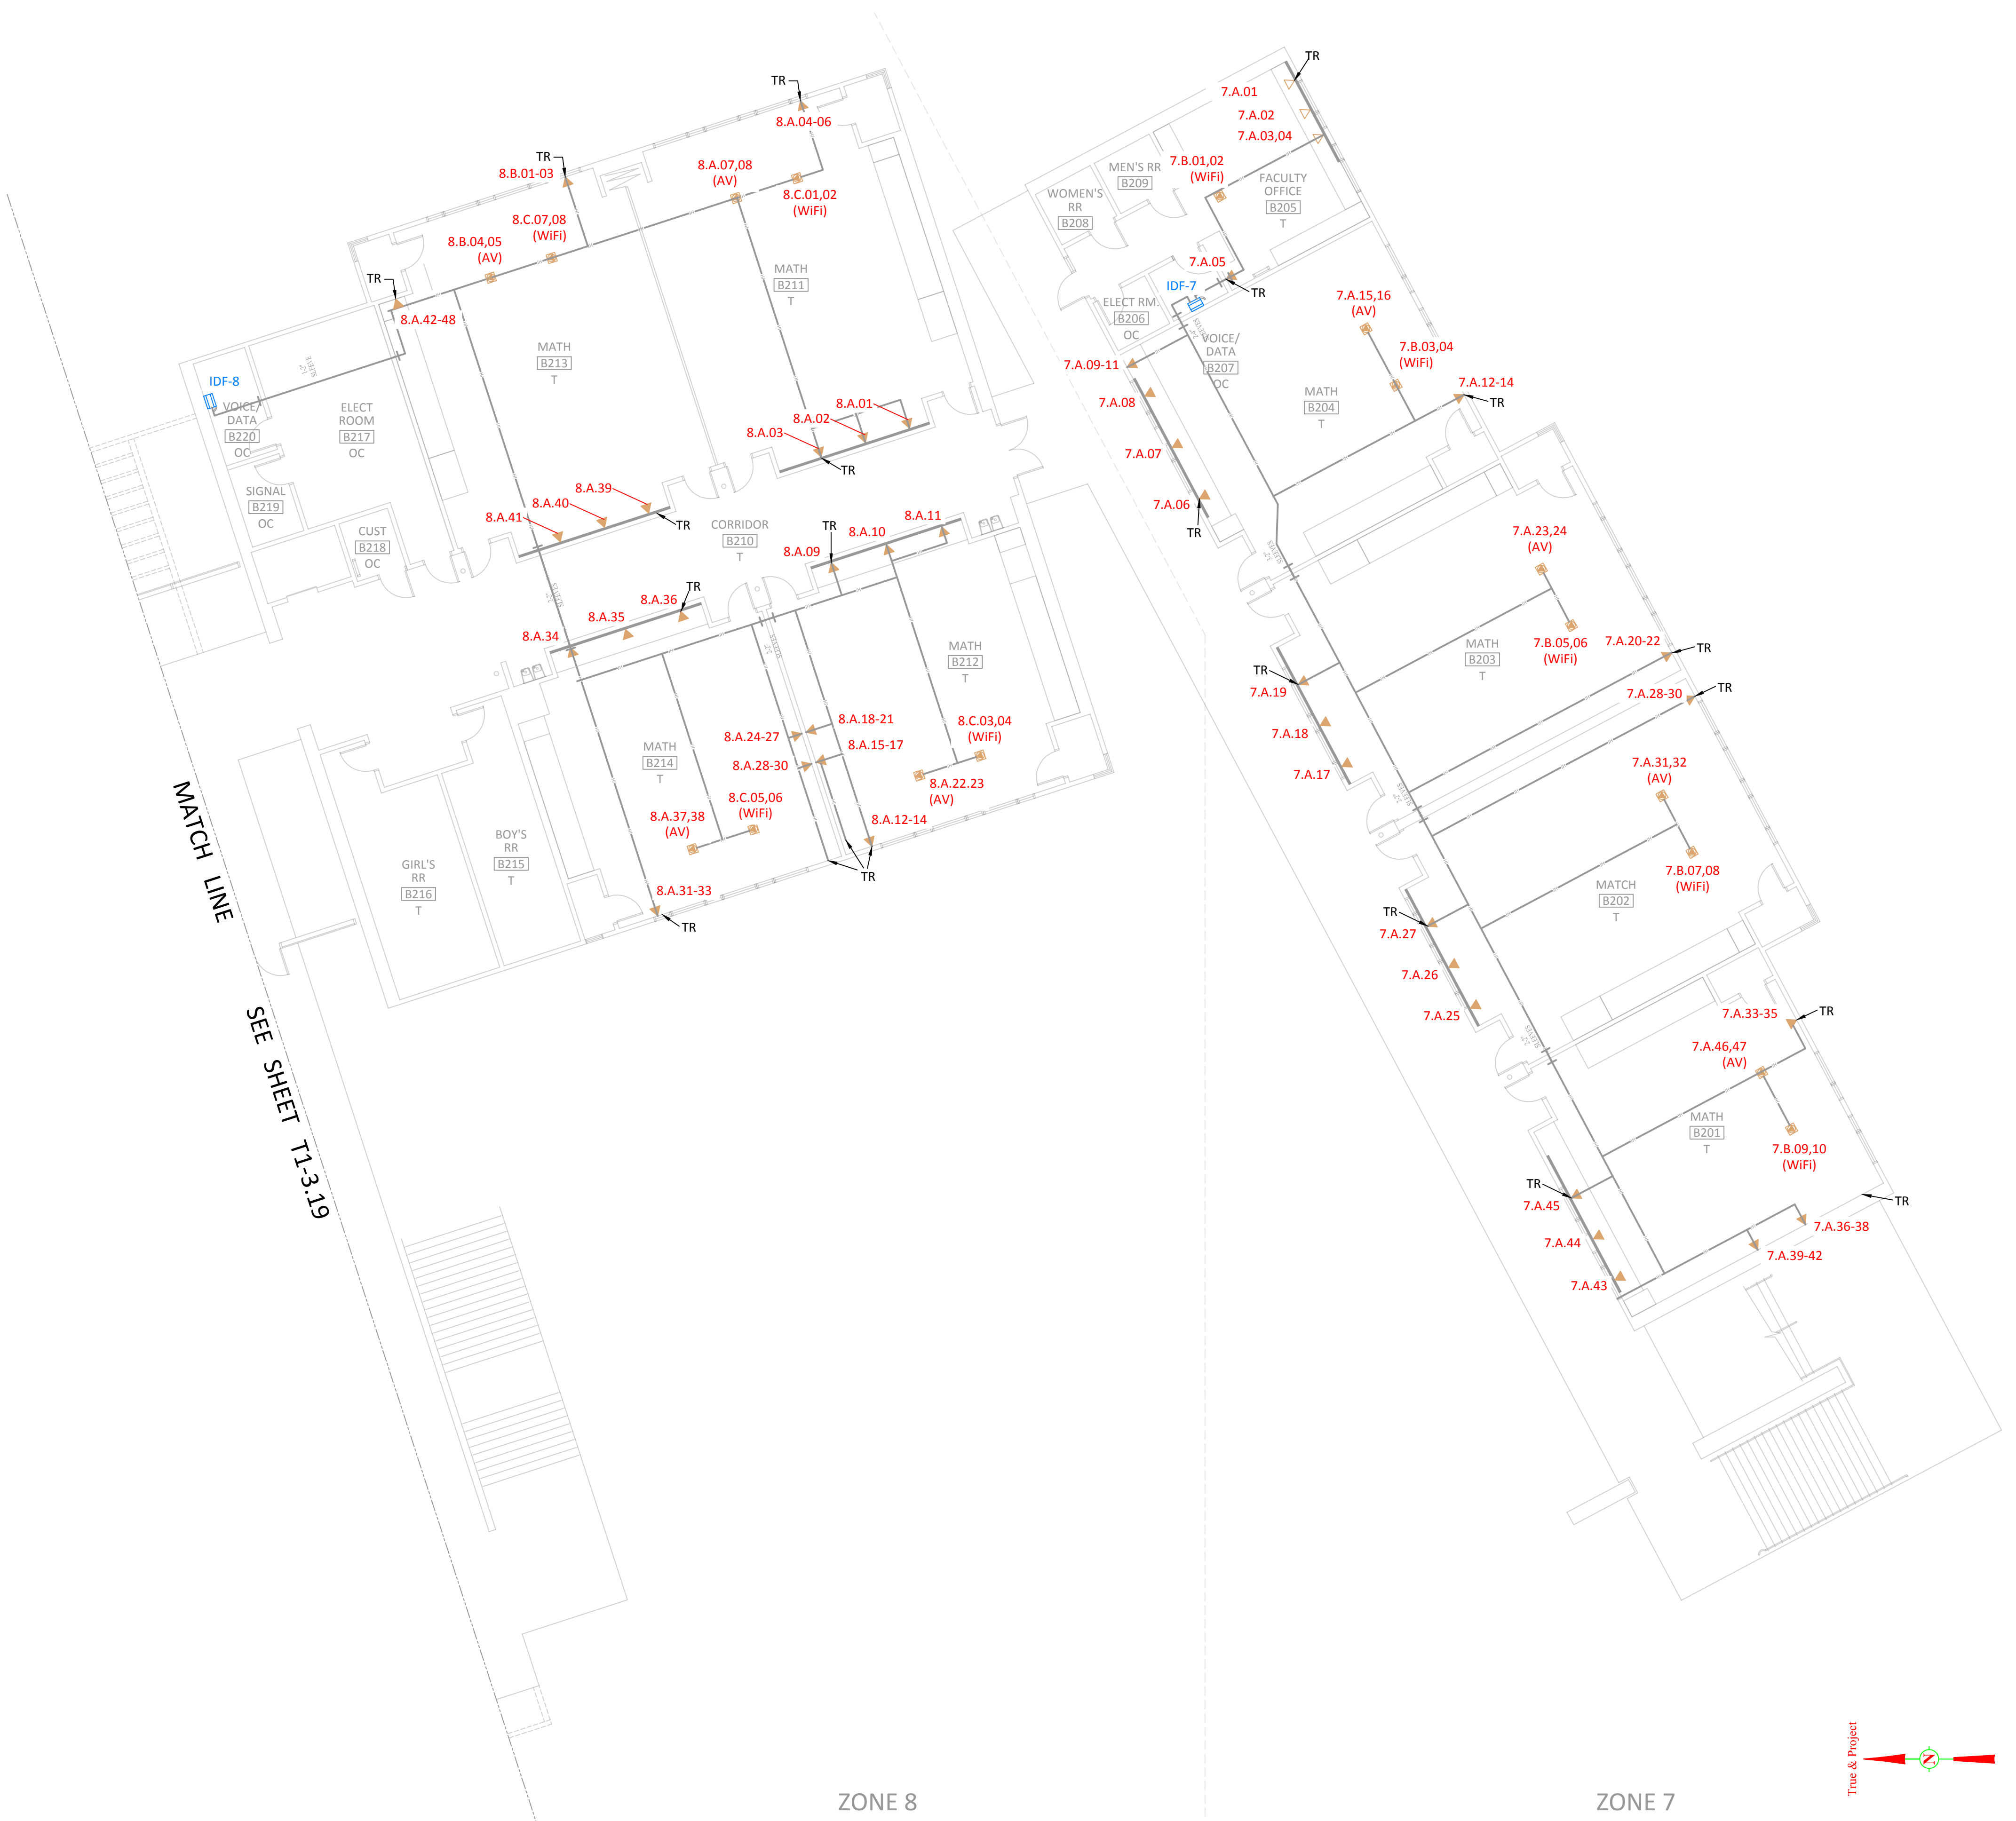 TR
8.A.04-06
TR
8.B.01-03
8.A.07,08
(AV)
8.C.01,02
(WiFi)
8.C.07,08
(WiFi)
8.B.04,05
(AV)
TR
8.A.42-48
MATH
B211
T
MATH
B213
T
SLEEVE
IDF-8
VOICE/
DATA
B220
OC
ELECT
ROOM
B217
OC
SIGNAL
B219
OC
CUST
B218
OC
8.A.01
8.A.02
8.A.03
TR
8.A.39
8.A.40
8.A.41
TR
CORRIDOR
B210
T
TR
8.A.09
8.A.10
8.A.11
SLEEVES
TR
8.A.36
8.A.35
8.A.34
SLEEVES
MATH
B212
T
MATH
B214
T
8.A.18-21
8.A.24-27
8.A.15-17
8.A.28-30
8.C.03,04
(WiFi)
8.A.22.23
(AV)
8.C.05,06
(WiFi)
8.A.37,38
(AV)
8.A.12-14
TR
8.A.31-33
TR
BOY'S
RR
B215
T
GIRL'S
RR
B216
T
MATCH LINE
SEE SHEET T1-3.19
TR
7.A.01
7.A.02
7.A.03,04
7.B.01,02
(WiFi)
MEN'S RR
B209
WOMEN'S
RR
B208
FACULTY
OFFICE
B205
T
7.A.05
TR
IDF-7
ELECT RM.
B206
OC
SLEEVES
VOICE/
DATA
B207
OC
7.A.15,16
(AV)
7.B.03,04
(WiFi)
7.A.12-14
TR
7.A.09-11
7.A.08
7.A.07
7.A.06
TR
MATH
B204
T
SLEEVES
7.A.23,24
(AV)
7.B.05,06
(WiFi)
7.A.20-22
TR
MATH
B203
T
TR
7.A.19
7.A.18
7.A.17
7.A.28-30
TR
SLEEVES
7.A.31,32
(AV)
7.B.07,08
(WiFi)
MATCH
B202
T
TR
7.A.27
7.A.26
7.A.25
SLEEVES
7.A.33-35
TR
7.A.46,47
(AV)
MATH
B201
T
7.B.09,10
(WiFi)
TR
7.A.45
7.A.44
7.A.43
TR
7.A.36-38
7.A.39-42
True & Project
N
ZONE 8
ZONE 7